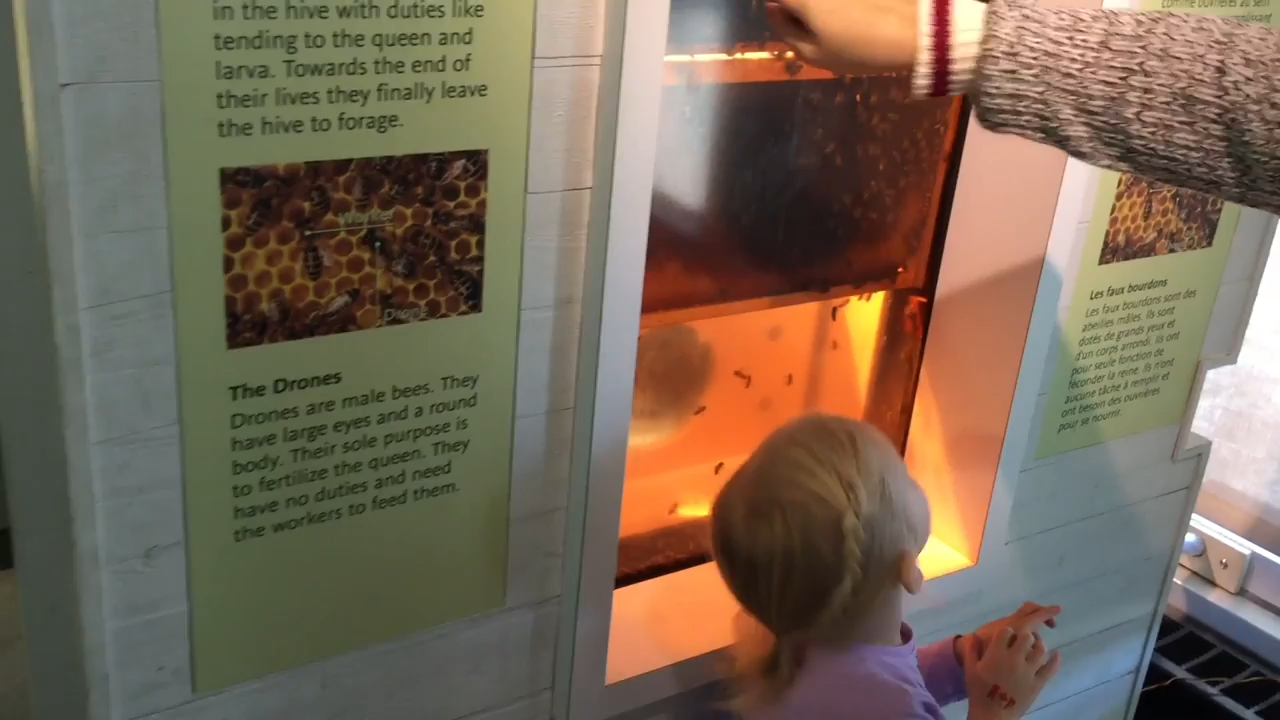 in the hive with duties like
tending to the queen and
larva. Towards the end of
their lives they finally leave
the hive to forage.
Worker
Drone
The Drones
Drones are male bees. They
have large eyes and a round
body. Their sole purpose is
to fertilize the queen. They
have no duties and need
the workers to feed them.
comme ouvrières au sein
Les faux bourdons
Les faux bourdons sont des
abeilles mâles. Ils sont
dotés de grands yeux et
d'un corps arrondi. Ils ont
pour seule fonction de
féconder la reine. Ils n'ont
aucune tâche à remplir et
ont besoin des ouvrières
pour se nourrir.